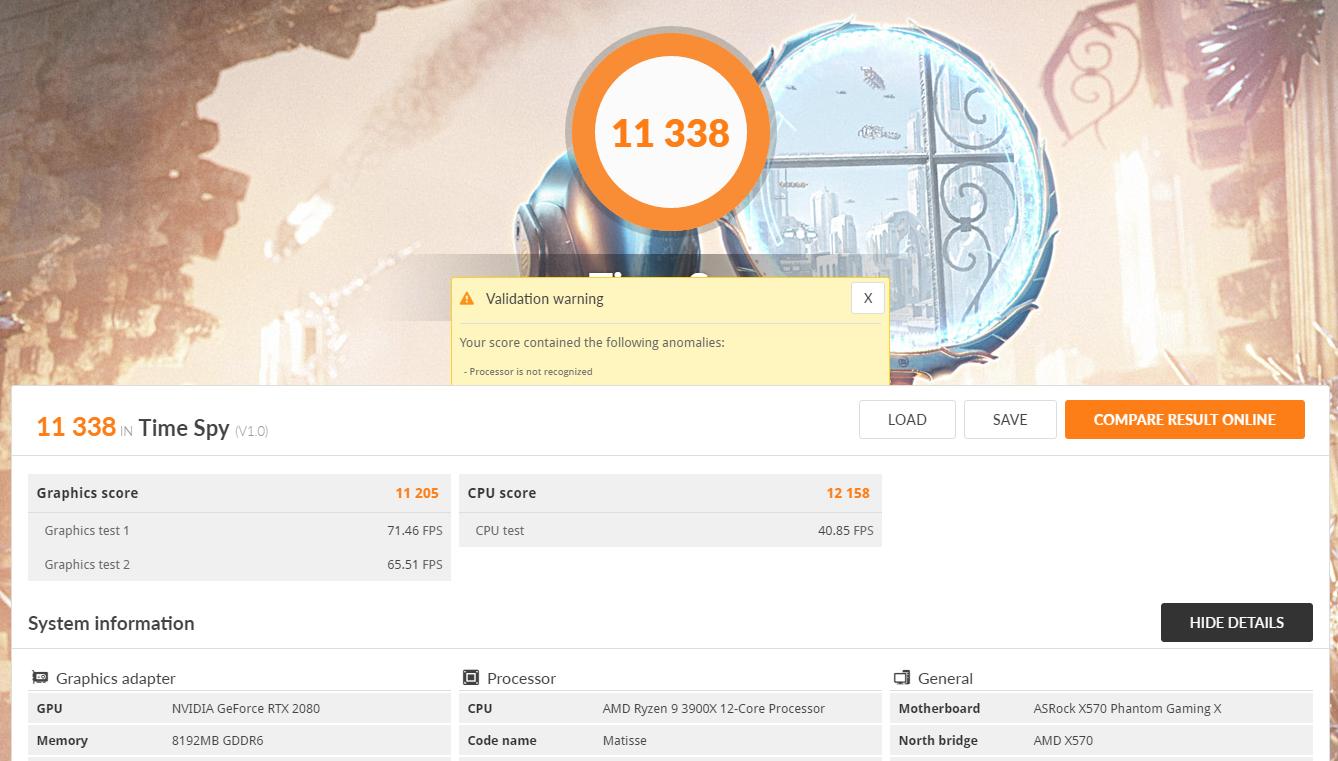 11 338
Validation warning X
Your score contained the following anomalies:
- Processor is not recognized
11 338 IN Time Spy (V1.0) LOAD SAVE COMPARE RESULT ONLINE
Graphics score 11 205 CPU score 12 158
Graphics test 1 71.46 FPS CPU test 40.85 FPS
Graphics test 2 65.51 FPS
System information HIDE DETAILS
Graphics adapter Processor General
GPU NVIDIA GeForce RTX 2080 CPU AMD Ryzen 9 3900X 12-Core Processor Motherboard ASRock X570 Phantom Gaming X
Memory 8192MB GDDR6 Code name Matisse North bridge AMD X570